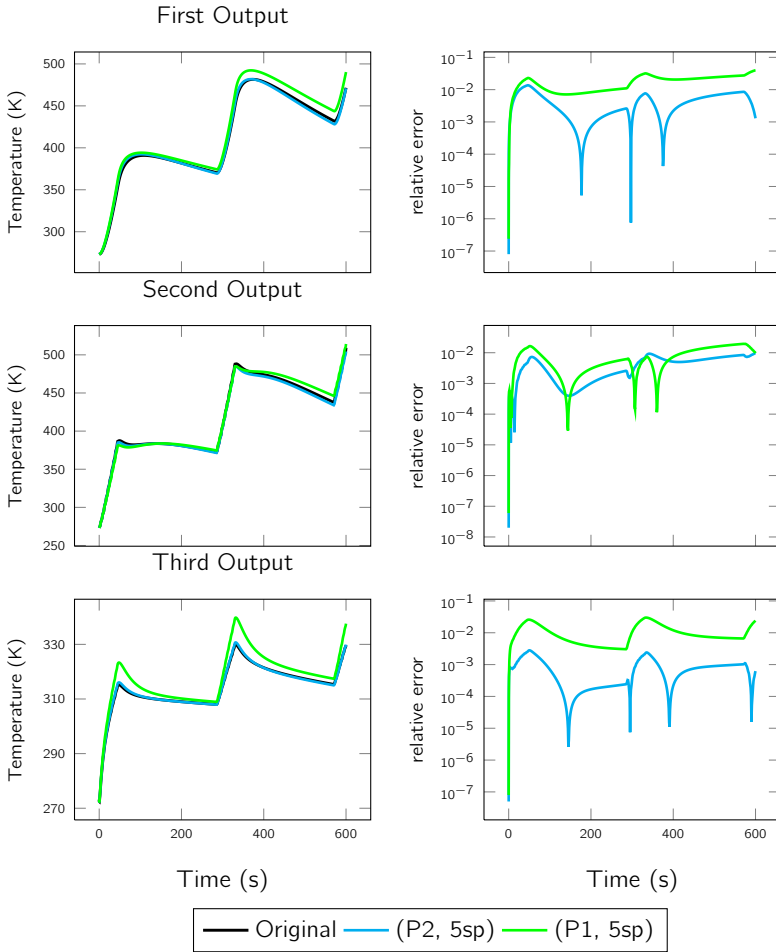 First Output
Temperature (K)
500
450
400
350
300
relative error
10−1
10−2
10−3
10−4
10−5
10−6
10−7
Second Output
Temperature (K)
500
450
400
350
300
250
relative error
10−2
10−3
10−4
10−5
10−6
10−7
10−8
Third Output
Temperature (K)
330
310
290
270
0 200 400 600
Time (s)
relative error
10−1
10−2
10−3
10−4
10−5
10−6
10−7
0 200 400 600
Time (s)
Original (P2, 5sp) (P1, 5sp)